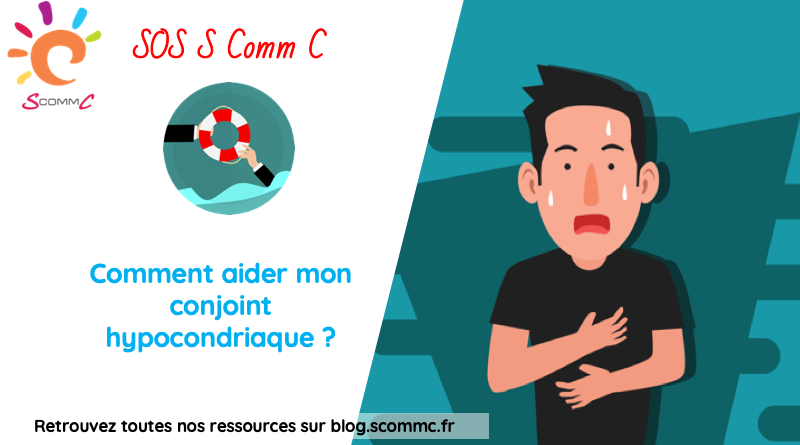 SOS S Comm C
SCOMMC
Comment aider mon
conjoint
hypocondriaque ?
Retrouvez toutes nos ressources sur blog.scommc.fr